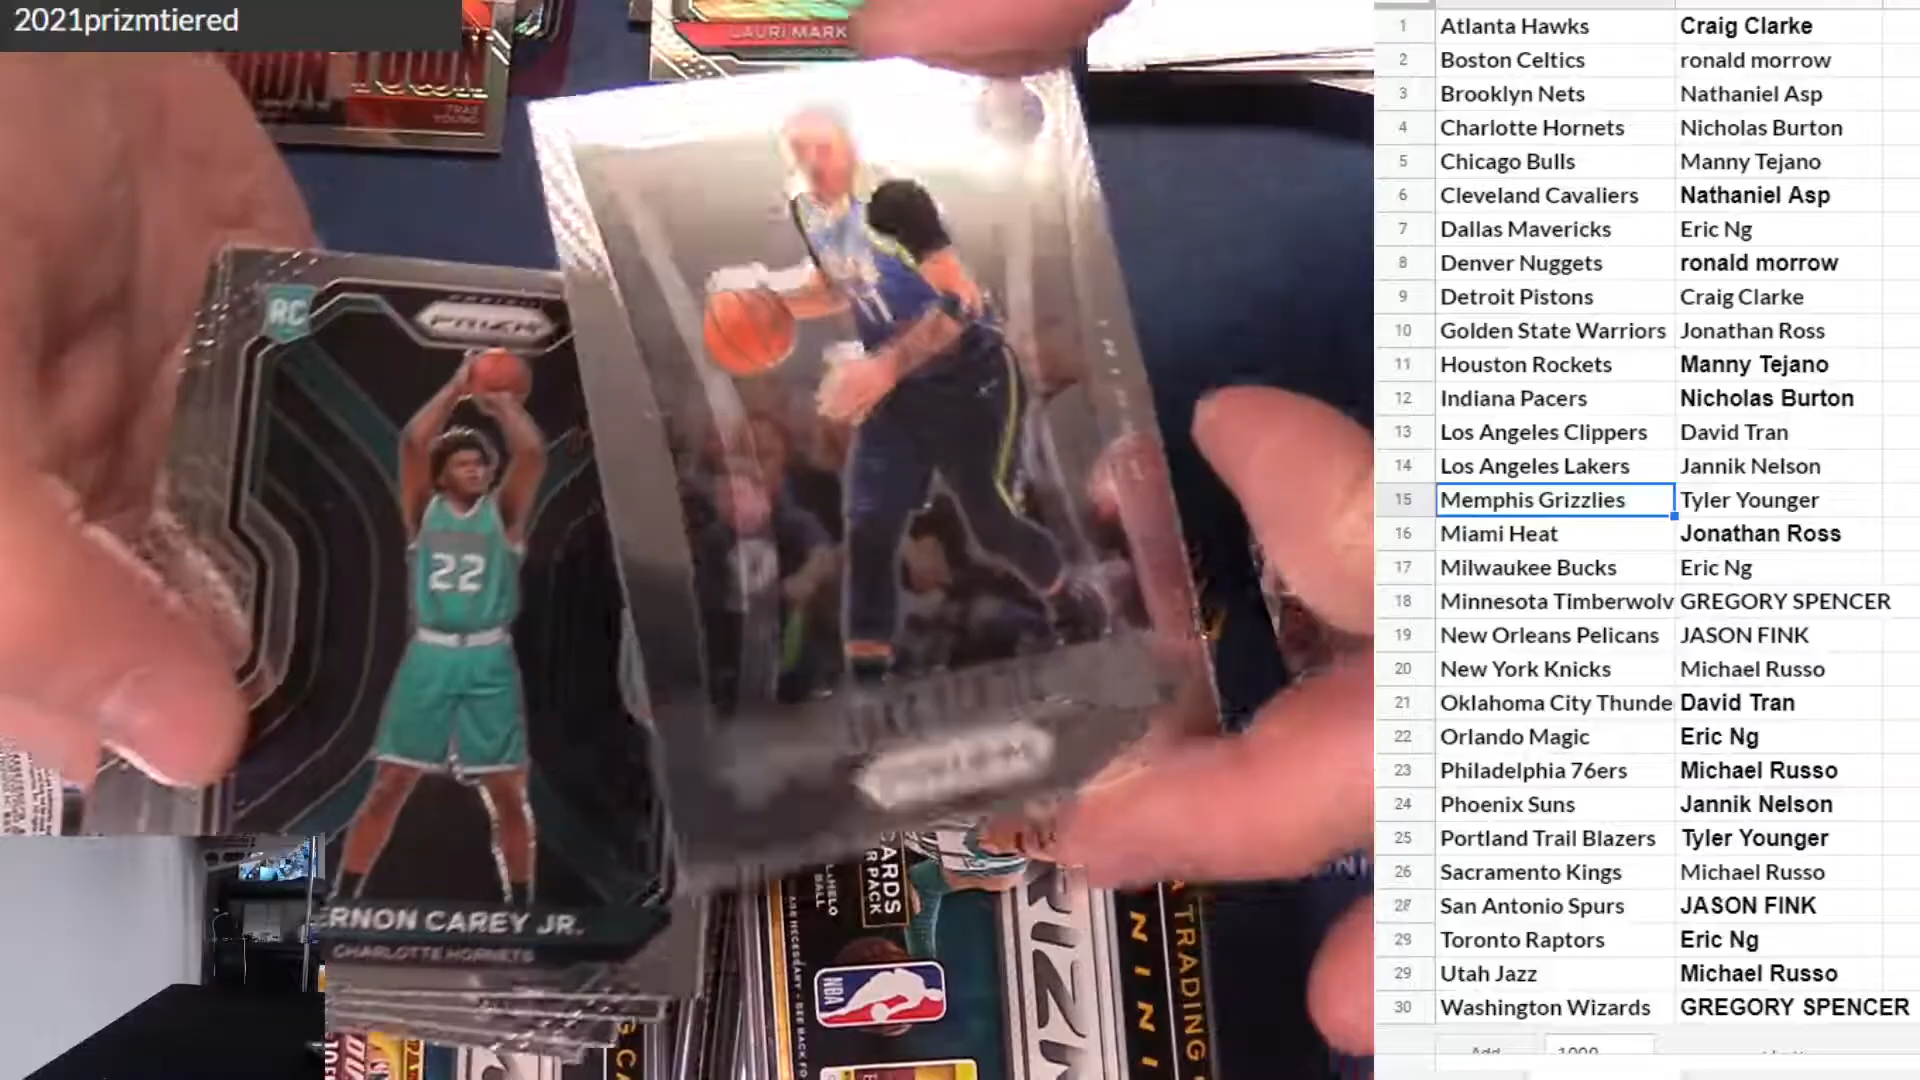 2021prizmtiered
LAURI MARK
TRAE
YOUNG
RC
PRIZM
22
ERNON CAREY JR.
CHARLOTTE HORNETS
CARDS
R PACK
LAMELO
BALL
NBA
TRADING
NINI
1 Atlanta Hawks Craig Clarke
2 Boston Celtics ronald morrow
3 Brooklyn Nets Nathaniel Asp
4 Charlotte Hornets Nicholas Burton
5 Chicago Bulls Manny Tejano
6 Cleveland Cavaliers Nathaniel Asp
7 Dallas Mavericks Eric Ng
8 Denver Nuggets ronald morrow
9 Detroit Pistons Craig Clarke
10 Golden State Warriors Jonathan Ross
11 Houston Rockets Manny Tejano
12 Indiana Pacers Nicholas Burton
13 Los Angeles Clippers David Tran
14 Los Angeles Lakers Jannik Nelson
15 Memphis Grizzlies Tyler Younger
16 Miami Heat Jonathan Ross
17 Milwaukee Bucks Eric Ng
18 Minnesota Timberwolv GREGORY SPENCER
19 New Orleans Pelicans JASON FINK
20 New York Knicks Michael Russo
21 Oklahoma City Thunde David Tran
22 Orlando Magic Eric Ng
23 Philadelphia 76ers Michael Russo
24 Phoenix Suns Jannik Nelson
25 Portland Trail Blazers Tyler Younger
26 Sacramento Kings Michael Russo
28 San Antonio Spurs JASON FINK
29 Toronto Raptors Eric Ng
29 Utah Jazz Michael Russo
30 Washington Wizards GREGORY SPENCER